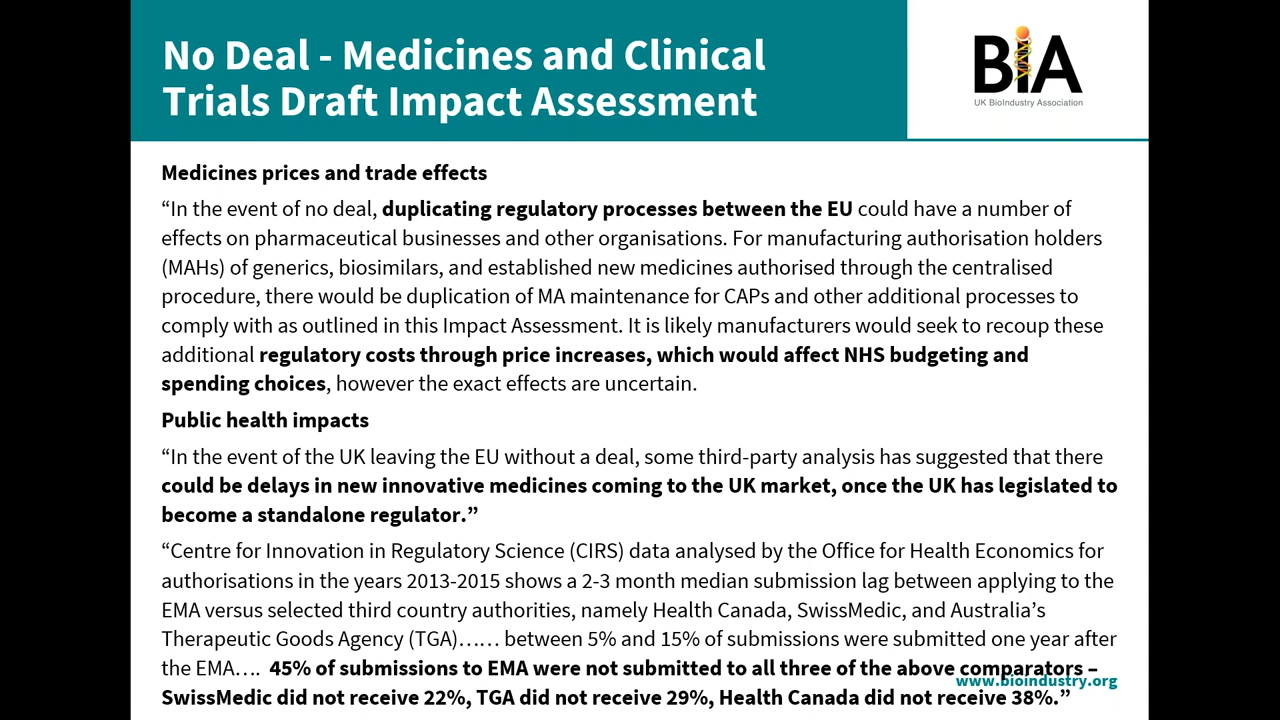 No Deal - Medicines and Clinical
Trials Draft Impact Assessment
BIA
UK BioIndustry Association
Medicines prices and trade effects
“In the event of no deal, duplicating regulatory processes between the EU could have a number of
effects on pharmaceutical businesses and other organisations. For manufacturing authorisation holders
(MAHs) of generics, biosimilars, and established new medicines authorised through the centralised
procedure, there would be duplication of MA maintenance for CAPs and other additional processes to
comply with as outlined in this Impact Assessment. It is likely manufacturers would seek to recoup these
additional regulatory costs through price increases, which would affect NHS budgeting and
spending choices, however the exact effects are uncertain.
Public health impacts
“In the event of the UK leaving the EU without a deal, some third-party analysis has suggested that there
could be delays in new innovative medicines coming to the UK market, once the UK has legislated to
become a standalone regulator.”
“Centre for Innovation in Regulatory Science (CIRS) data analysed by the Office for Health Economics for
authorisations in the years 2013-2015 shows a 2-3 month median submission lag between applying to the
EMA versus selected third country authorities, namely Health Canada, SwissMedic, and Australia’s
Therapeutic Goods Agency (TGA)…… between 5% and 15% of submissions were submitted one year after
the EMA…. 45% of submissions to EMA were not submitted to all three of the above comparators –
www.bioindustry.org
SwissMedic did not receive 22%, TGA did not receive 29%, Health Canada did not receive 38%.”